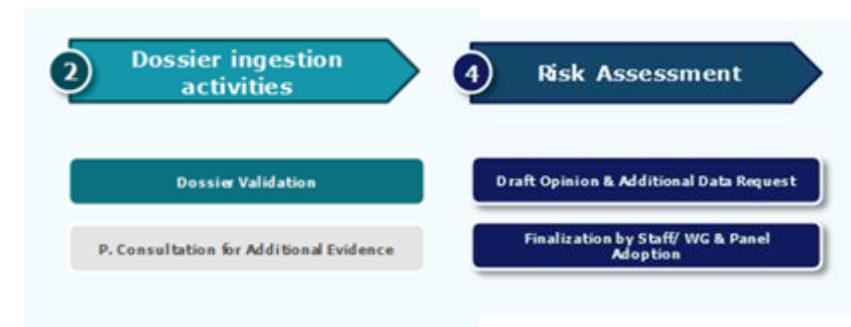 2
Dossier ingestion
activities
Dossier Validation
P. Consultation for Additional Evidence
4
Risk Assessment
Draft Opinion & Additional Data Request
Finalization by Staff/ WG & Panel
Adoption